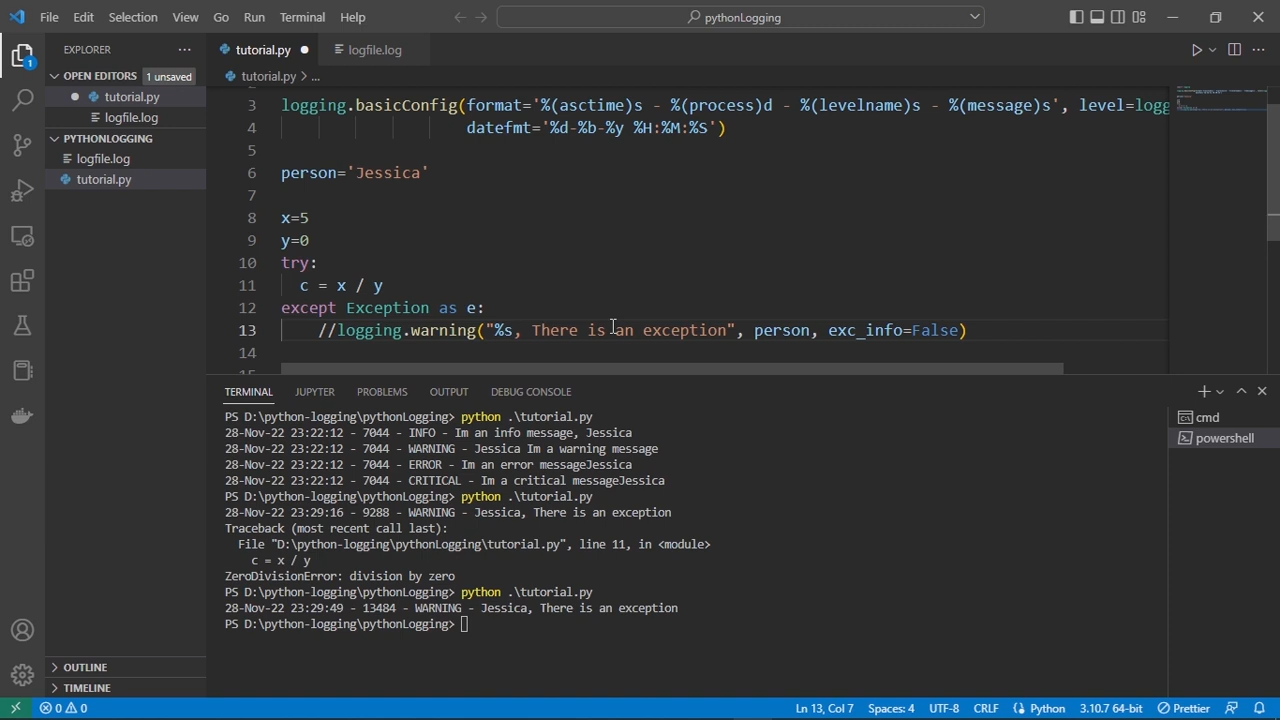 File Edit Selection View Go Run Terminal Help
pythonLogging
EXPLORER
tutorial.py
logfile.log
OPEN EDITORS
1 unsaved
tutorial.py > ...
tutorial.py
logfile.log
PYTHONLOGGING
logfile.log
tutorial.py
3 logging.basicConfig(format='%(asctime)s - %(process)d - %(levelname)s - %(message)s', level=logg
4 datefmt='%d-%b-%y %H:%M:%S')
5
6 person='Jessica'
7
8 x=5
9 y=0
10 try:
11 c = x / y
12 except Exception as e:
13 //logging.warning("%s, There is an exception", person, exc_info=False)
14
TERMINAL JUPYTER PROBLEMS OUTPUT DEBUG CONSOLE
PS D:\python-logging\pythonLogging> python .\tutorial.py
28-Nov-22 23:22:12 - 7044 - INFO - Im an info message, Jessica
28-Nov-22 23:22:12 - 7044 - WARNING - Jessica Im a warning message
28-Nov-22 23:22:12 - 7044 - ERROR - Im an error messageJessica
28-Nov-22 23:22:12 - 7044 - CRITICAL - Im a critical messageJessica
PS D:\python-logging\pythonLogging> python .\tutorial.py
28-Nov-22 23:29:16 - 9288 - WARNING - Jessica, There is an exception
Traceback (most recent call last):
File "D:\python-logging\pythonLogging\tutorial.py", line 11, in <module>
c = x / y
ZeroDivisionError: division by zero
PS D:\python-logging\pythonLogging> python .\tutorial.py
28-Nov-22 23:29:49 - 13484 - WARNING - Jessica, There is an exception
PS D:\python-logging\pythonLogging>
cmd
powershell
OUTLINE
TIMELINE
0 0
Ln 13, Col 7 Spaces: 4 UTF-8 CRLF Python 3.10.7 64-bit Prettier